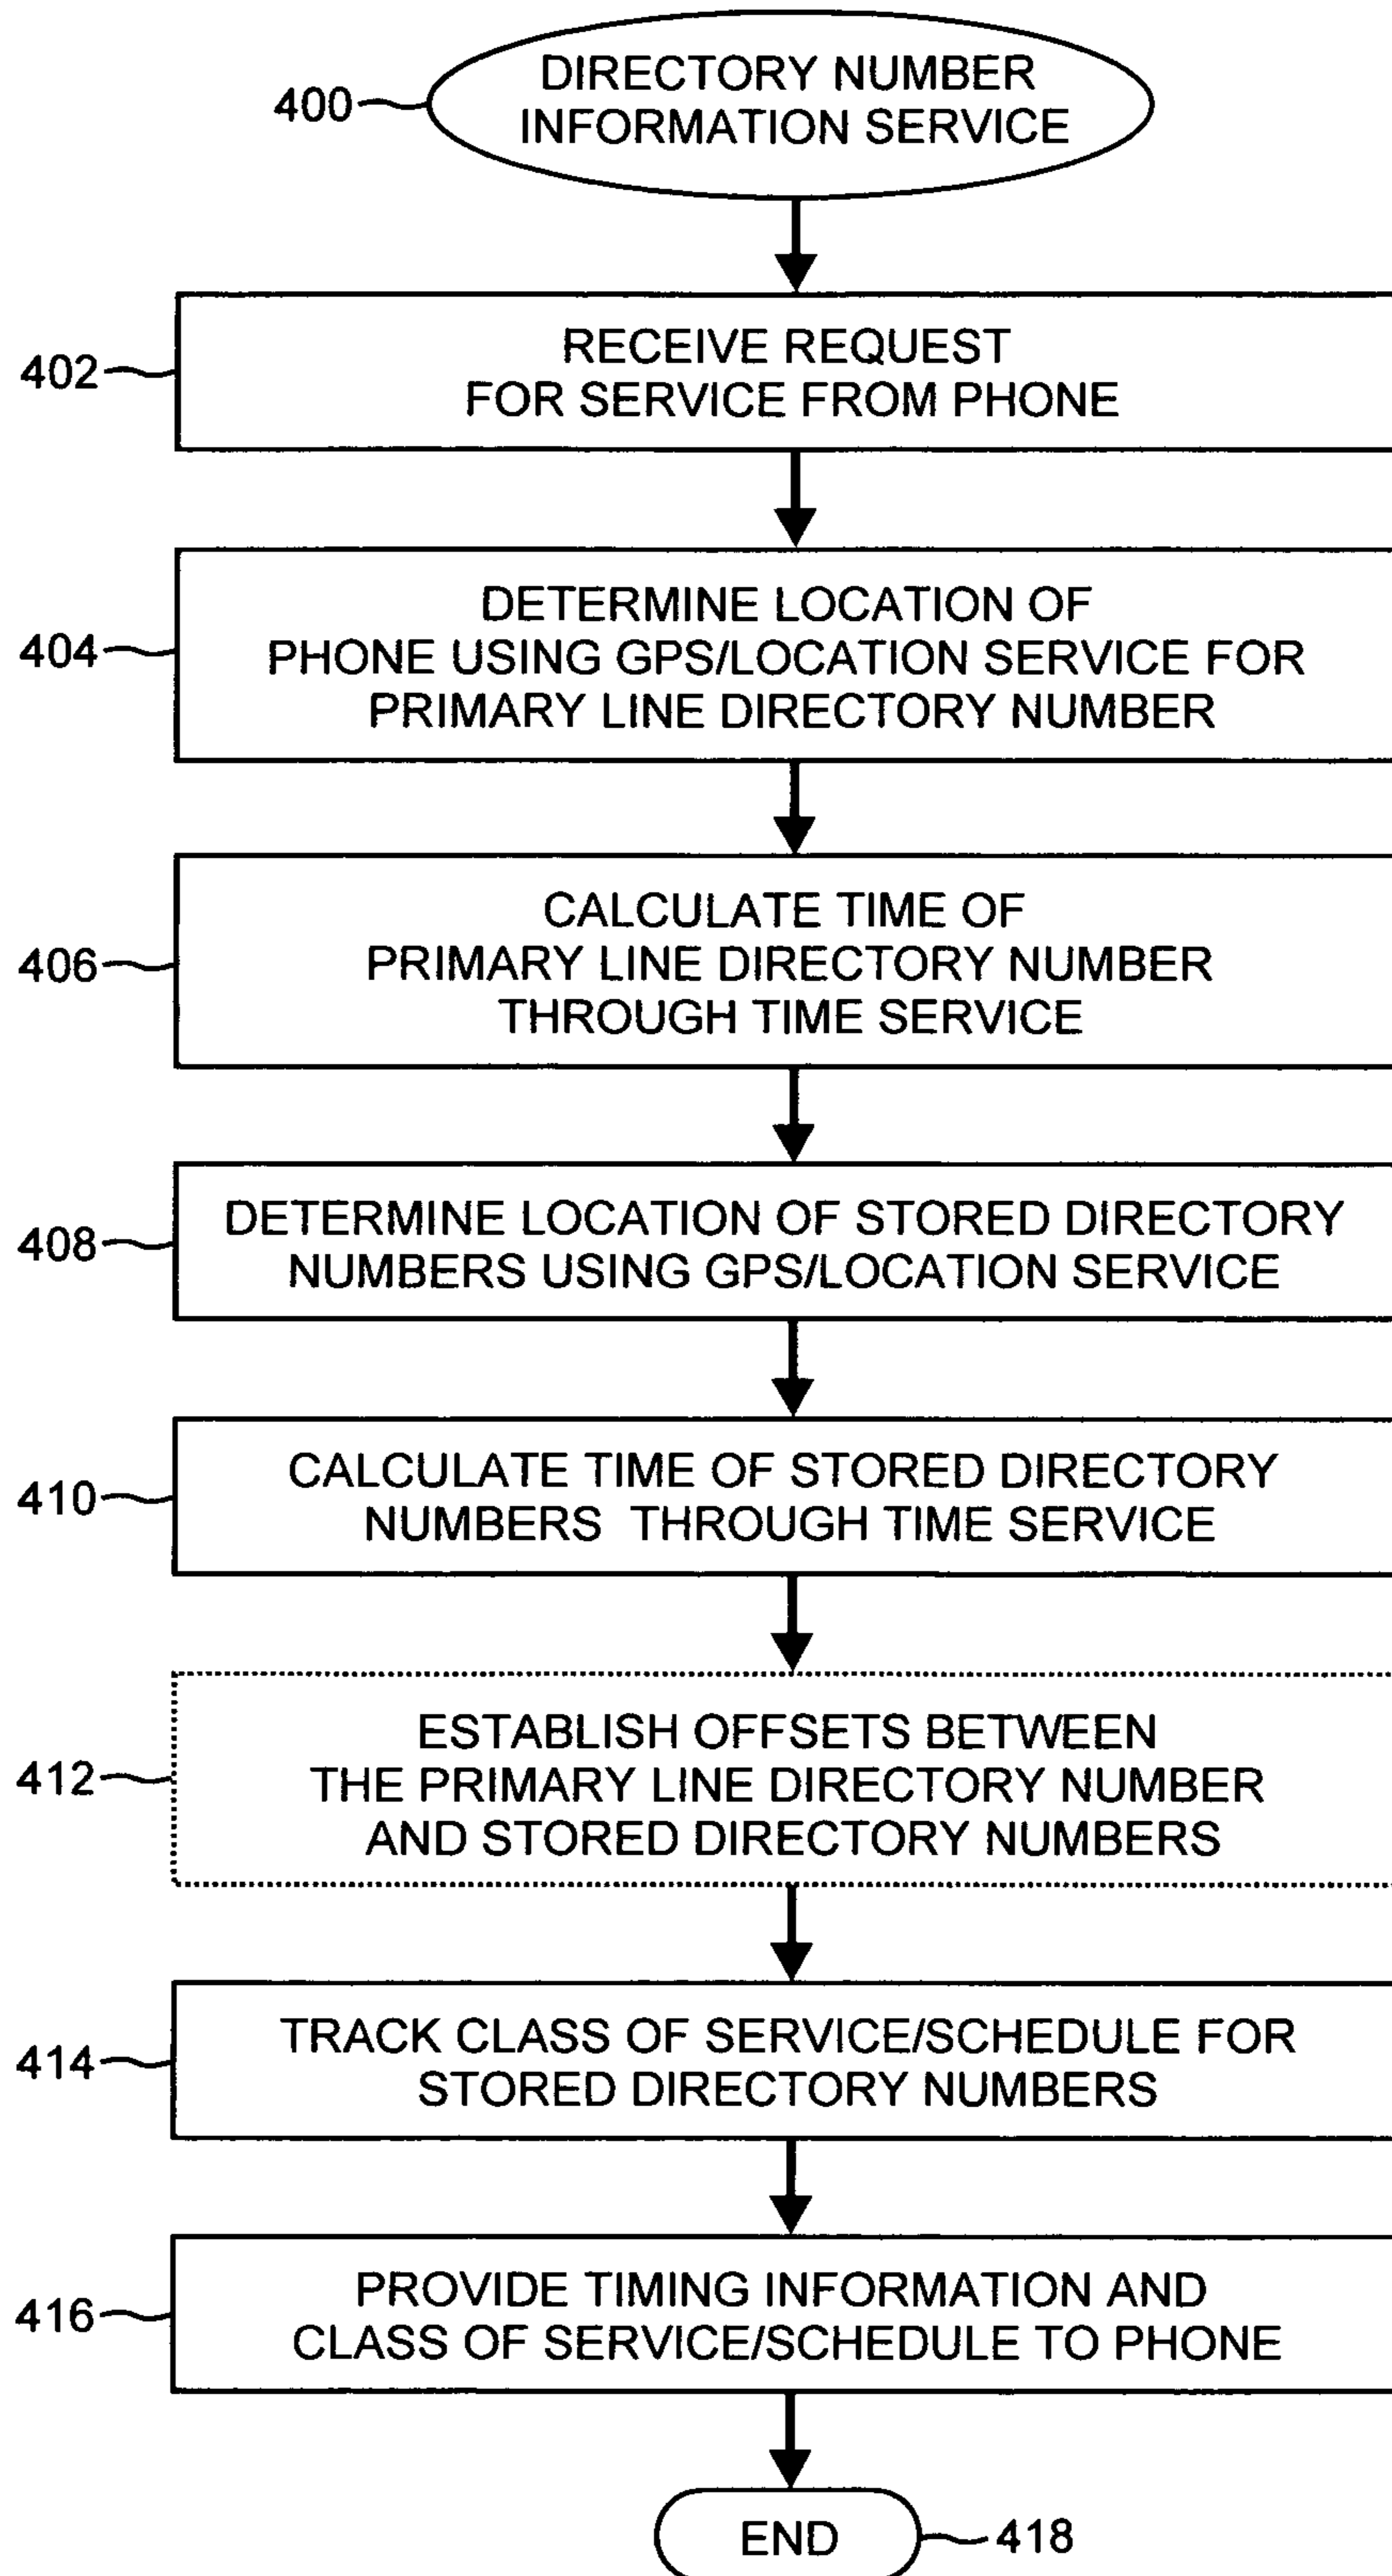 DIRECTORY NUMBER
INFORMATION SERVICE
400
RECEIVE REQUEST
FOR SERVICE FROM PHONE
402
DETERMINE LOCATION OF
PHONE USING GPS/LOCATION SERVICE FOR
PRIMARY LINE DIRECTORY NUMBER
404
CALCULATE TIME OF
PRIMARY LINE DIRECTORY NUMBER
THROUGH TIME SERVICE
406
DETERMINE LOCATION OF STORED DIRECTORY
NUMBERS USING GPS/LOCATION SERVICE
408
CALCULATE TIME OF STORED DIRECTORY
NUMBERS THROUGH TIME SERVICE
410
ESTABLISH OFFSETS BETWEEN
THE PRIMARY LINE DIRECTORY NUMBER
AND STORED DIRECTORY NUMBERS
412
TRACK CLASS OF SERVICE/SCHEDULE FOR
STORED DIRECTORY NUMBERS
414
PROVIDE TIMING INFORMATION AND
CLASS OF SERVICE/SCHEDULE TO PHONE
416
END
418